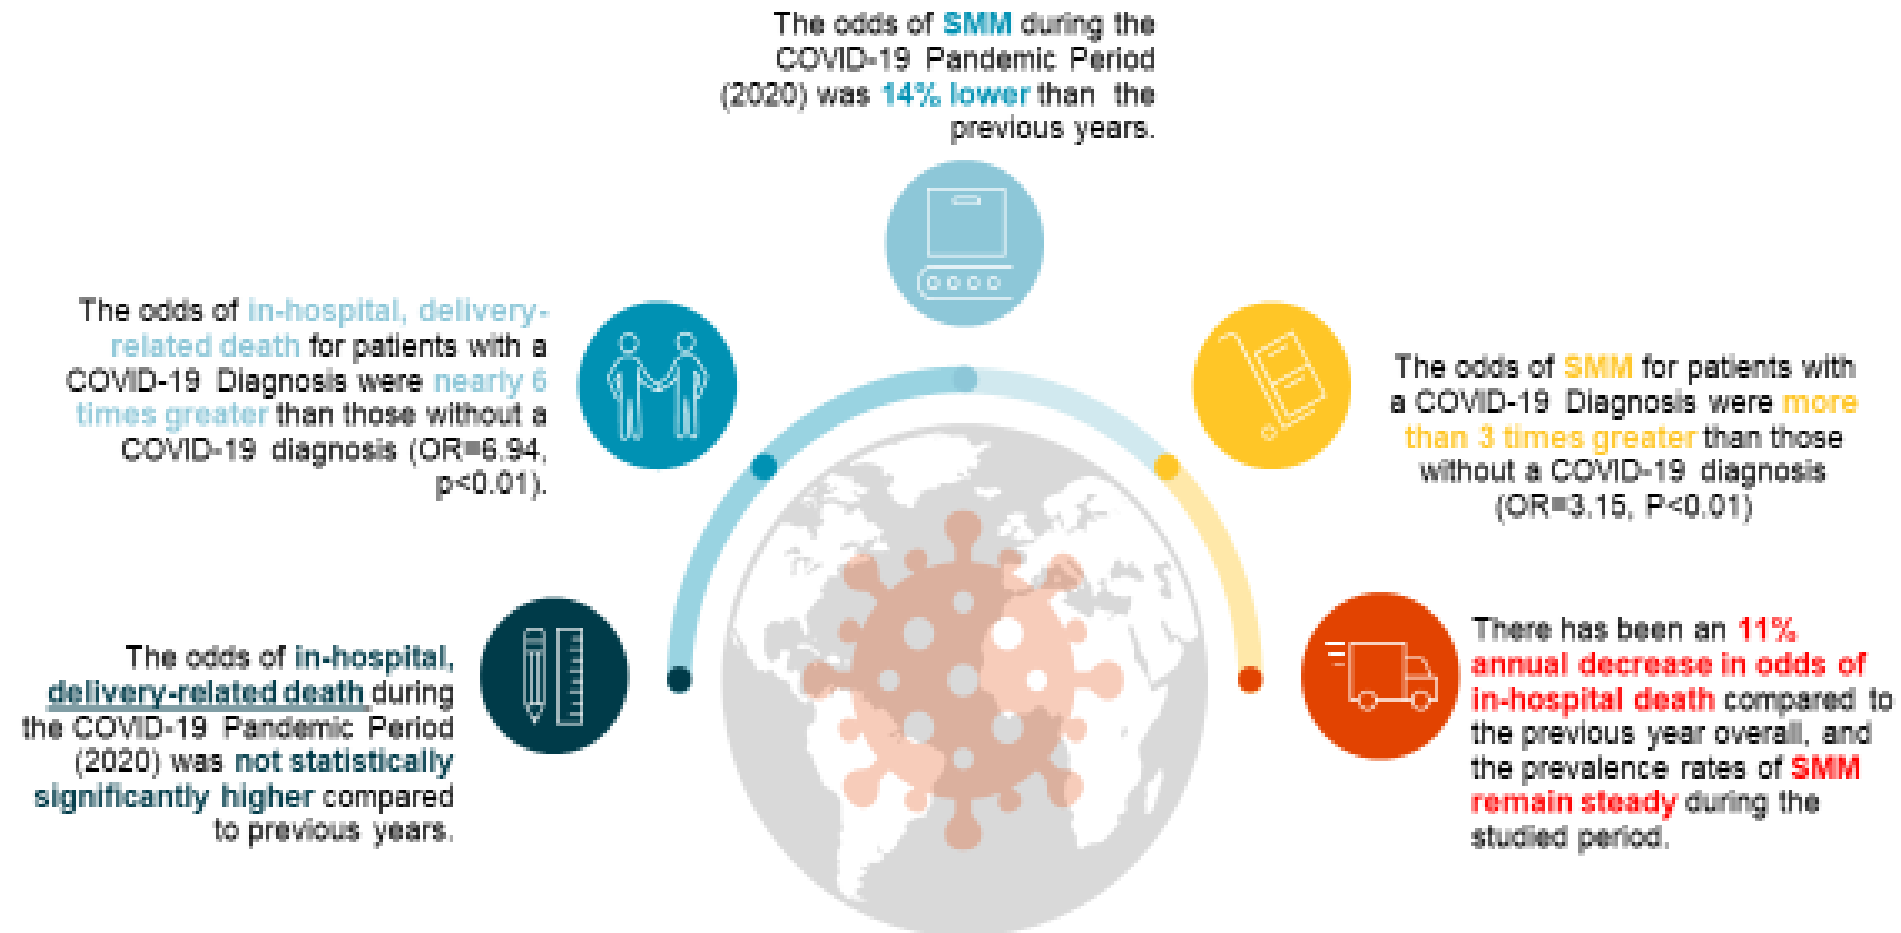 The odds of SMM during the
COVID-19 Pandemic Period
(2020) was 14% lower than the
previous years.
The odds of in-hospital, delivery-
related death for patients with a
COVID-19 Diagnosis were nearly 6
times greater than those without a
COVID-19 diagnosis (OR=6.94,
p<0.01).
The odds of SMM for patients with
a COVID-19 Diagnosis were more
than 3 times greater than those
without a COVID-19 diagnosis
(OR=3.15, P<0.01)
The odds of in-hospital,
delivery-related death during
the COVID-19 Pandemic Period
(2020) was not statistically
significantly higher compared
to previous years.
There has been an 11%
annual decrease in odds of
in-hospital death compared to
the previous year overall, and
the prevalence rates of SMM
remain steady during the
studied period.